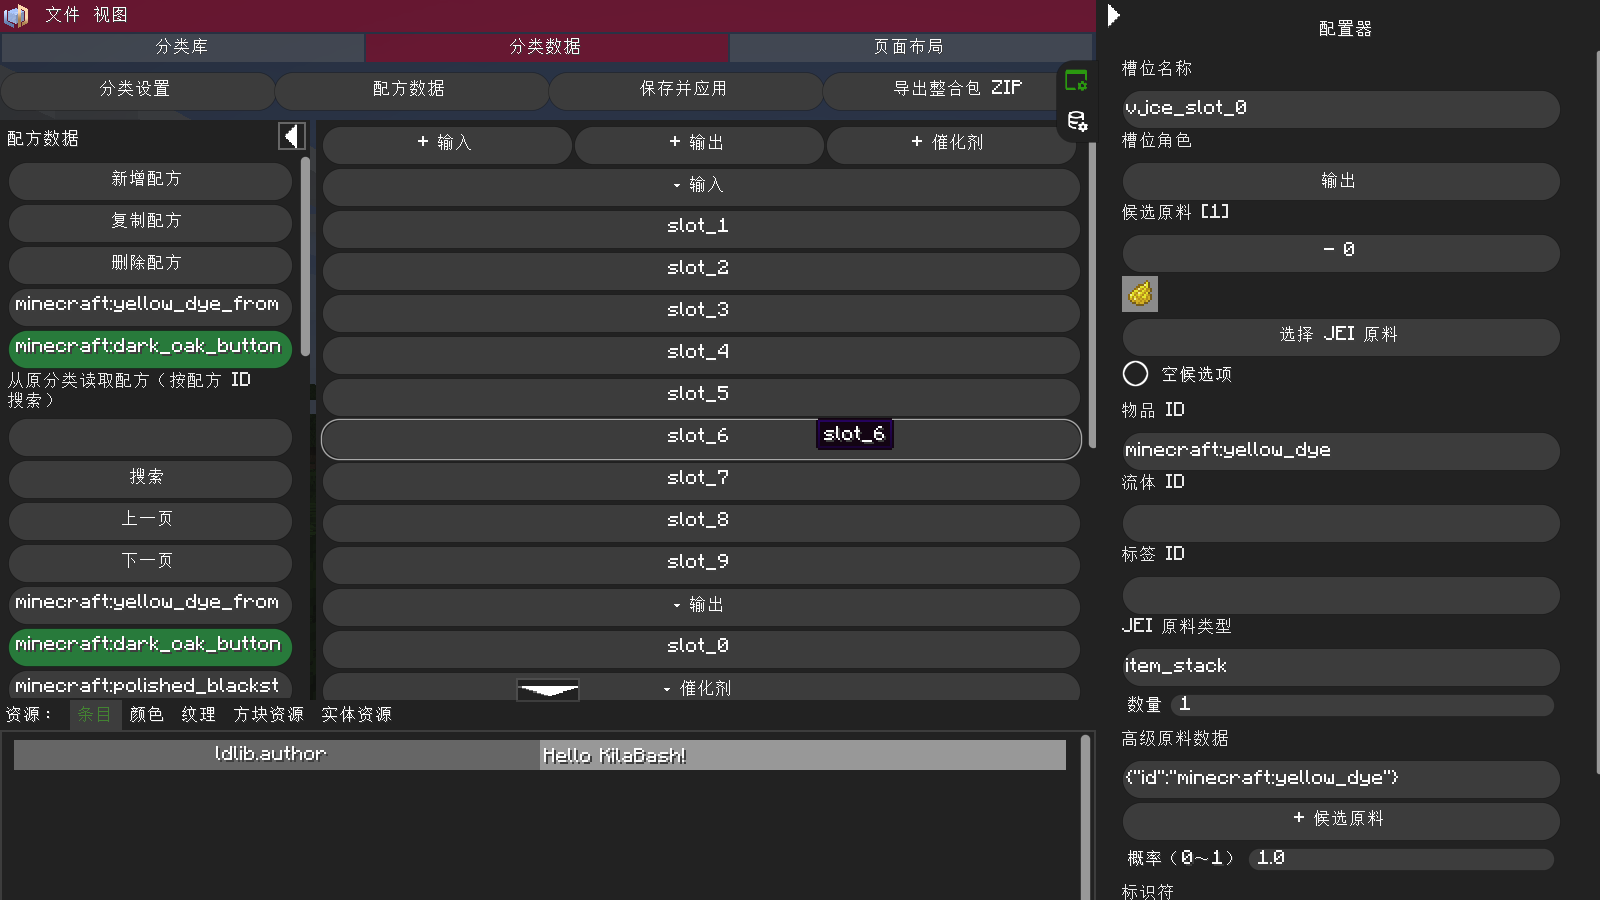 文件 视图
分类库 分类数据 页面布局
分类设置 配方数据 保存并应用 导出整合包 ZIP
配方数据
新增配方
复制配方
删除配方
minecraft:yellow_dye_from
minecraft:dark_oak_button
从原分类读取配方（按配方 ID
搜索）
搜索
上一页
下一页
minecraft:yellow_dye_from
minecraft:dark_oak_button
minecraft:polished_blackst
+ 输入 + 输出 + 催化剂
输入
slot_1
slot_2
slot_3
slot_4
slot_5
slot_6 slot_6
slot_7
slot_8
slot_9
输出
slot_0
催化剂
资源： 条目 颜色 纹理 方块资源 实体资源
ldlib.author Hello KilaBash!
配置器
槽位名称
vjce_slot_0
槽位角色
输出
候选原料 [1]
- 0
选择 JEI 原料
空候选项
物品 ID
minecraft:yellow_dye
流体 ID
标签 ID
JEI 原料类型
item_stack
数量 1
高级原料数据
{"id":"minecraft:yellow_dye"}
+ 候选原料
概率（0~1） 1.0
标识符